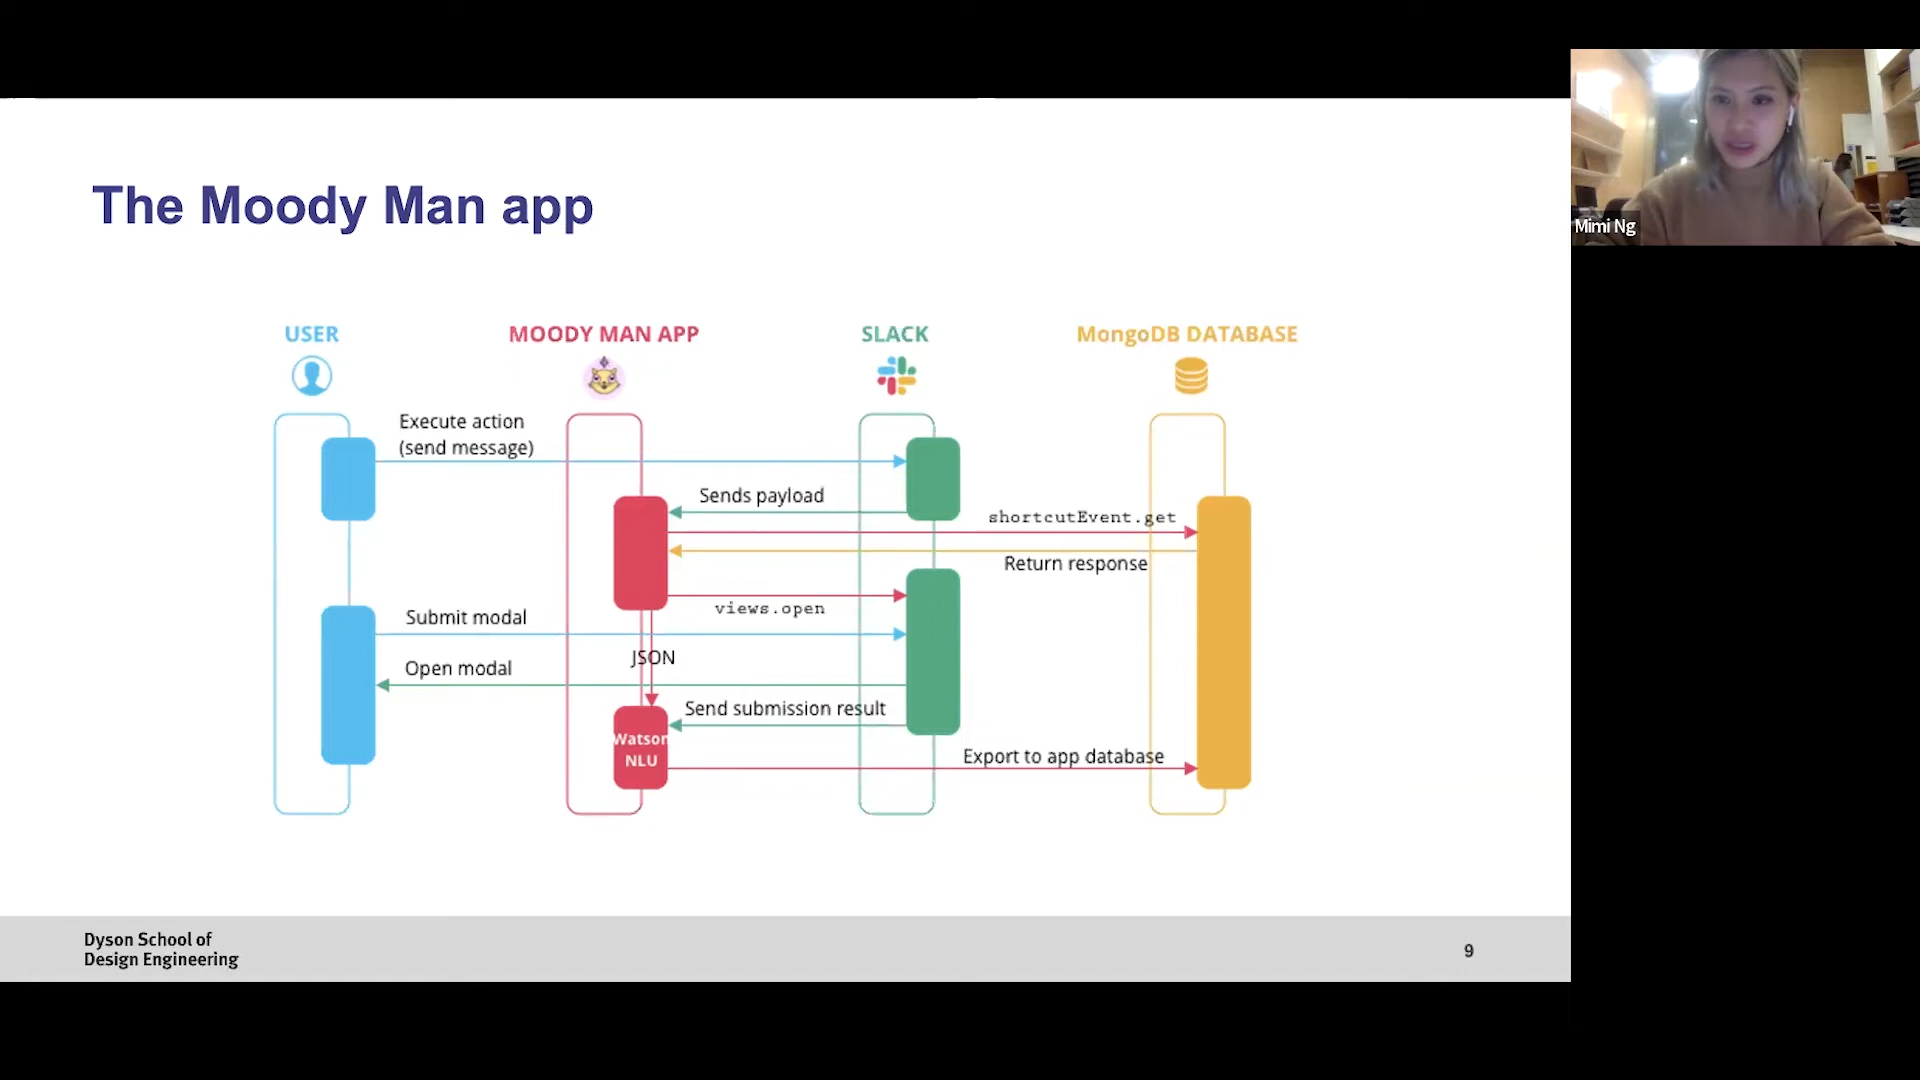 The Moody Man app
USER
MOODY MAN APP
SLACK
MongoDB DATABASE
Execute action
(send message)
Sends payload
shortcutEvent.get
Return response
views.open
Submit modal
JSON
Open modal
Send submission result
Watson
NLU
Export to app database
Dyson School of
Design Engineering
9
Mimi Ng